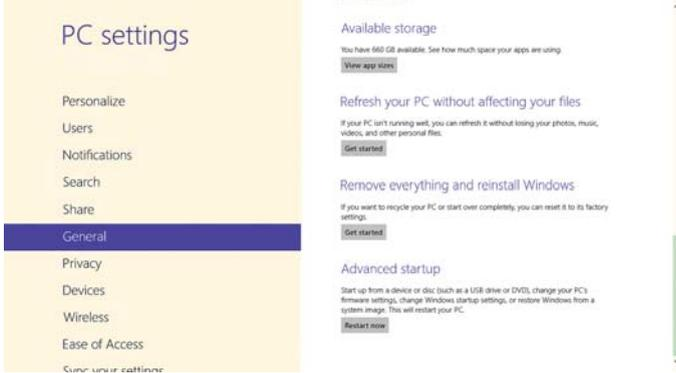 PC settings
Personalize
Users
Notifications
Search
Share
General
Privacy
Devices
Wireless
Ease of Access
Sync your settings
Available storage
You have 660 GB available. See how much space your apps are using.
View app sizes
Refresh your PC without affecting your files
If your PC isn't running well, you can refresh it without losing your photos, music,
videos, and other personal files.
Get started
Remove everything and reinstall Windows
If you want to recycle your PC or start over completely, you can reset it to its factory
settings.
Get started
Advanced startup
Start up from a device or disc (such as a USB drive or DVD), change your PC's
firmware settings, change Windows startup settings, or restore Windows from a
system image. This will restart your PC.
Restart now